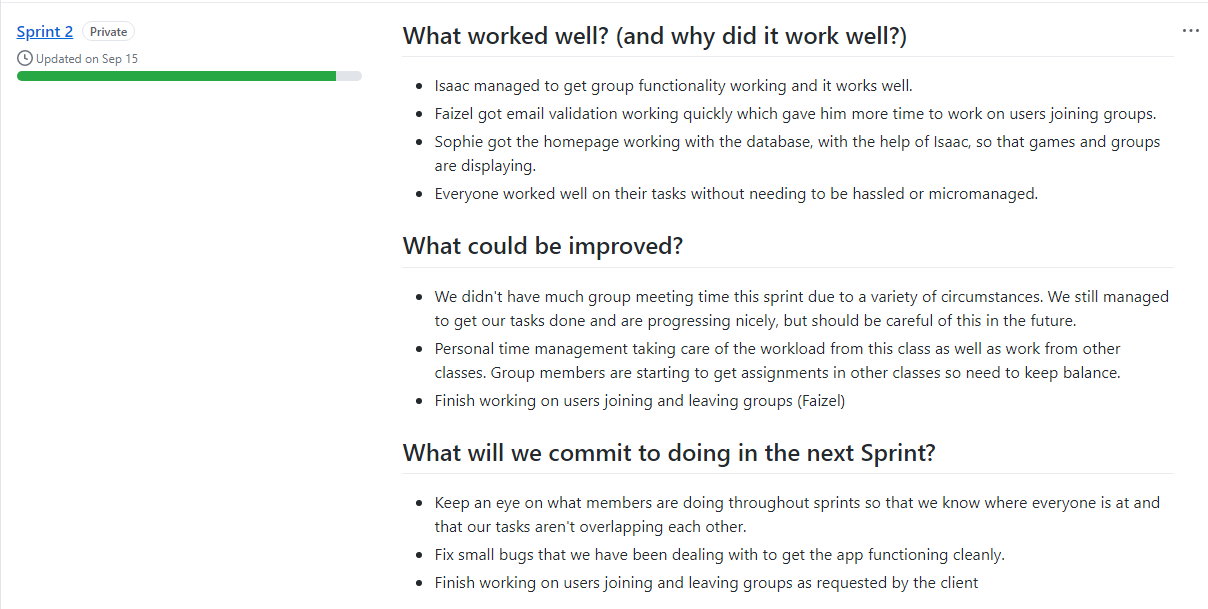 Sprint 2 Private
Updated on Sep 15
What worked well? (and why did it work well?)
Isaac managed to get group functionality working and it works well.
Faizel got email validation working quickly which gave him more time to work on users joining groups.
Sophie got the homepage working with the database, with the help of Isaac, so that games and groups
are displaying.
Everyone worked well on their tasks without needing to be hassled or micromanaged.
What could be improved?
We didn't have much group meeting time this sprint due to a variety of circumstances. We still managed
to get our tasks done and are progressing nicely, but should be careful of this in the future.
Personal time management taking care of the workload from this class as well as work from other
classes. Group members are starting to get assignments in other classes so need to keep balance.
Finish working on users joining and leaving groups (Faizel)
What will we commit to doing in the next Sprint?
Keep an eye on what members are doing throughout sprints so that we know where everyone is at and
that our tasks aren't overlapping each other.
Fix small bugs that we have been dealing with to get the app functioning cleanly.
Finish working on users joining and leaving groups as requested by the client